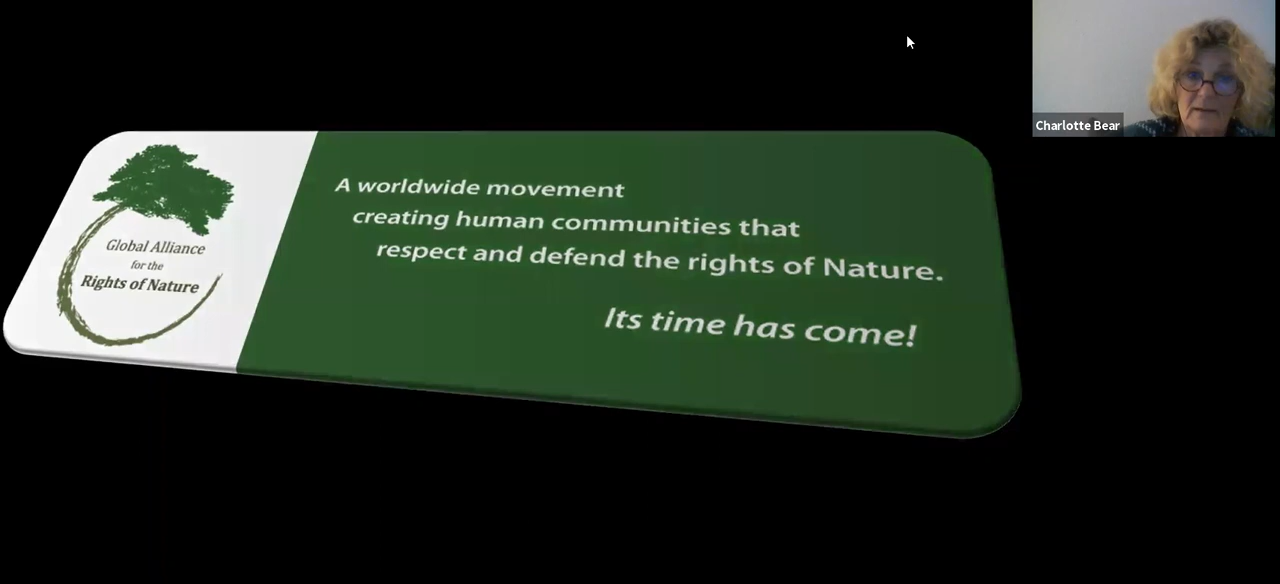 Charlotte Bear
Global Alliance
for the
Rights of Nature
A worldwide movement
creating human communities that
respect and defend the rights of Nature.
Its time has come!